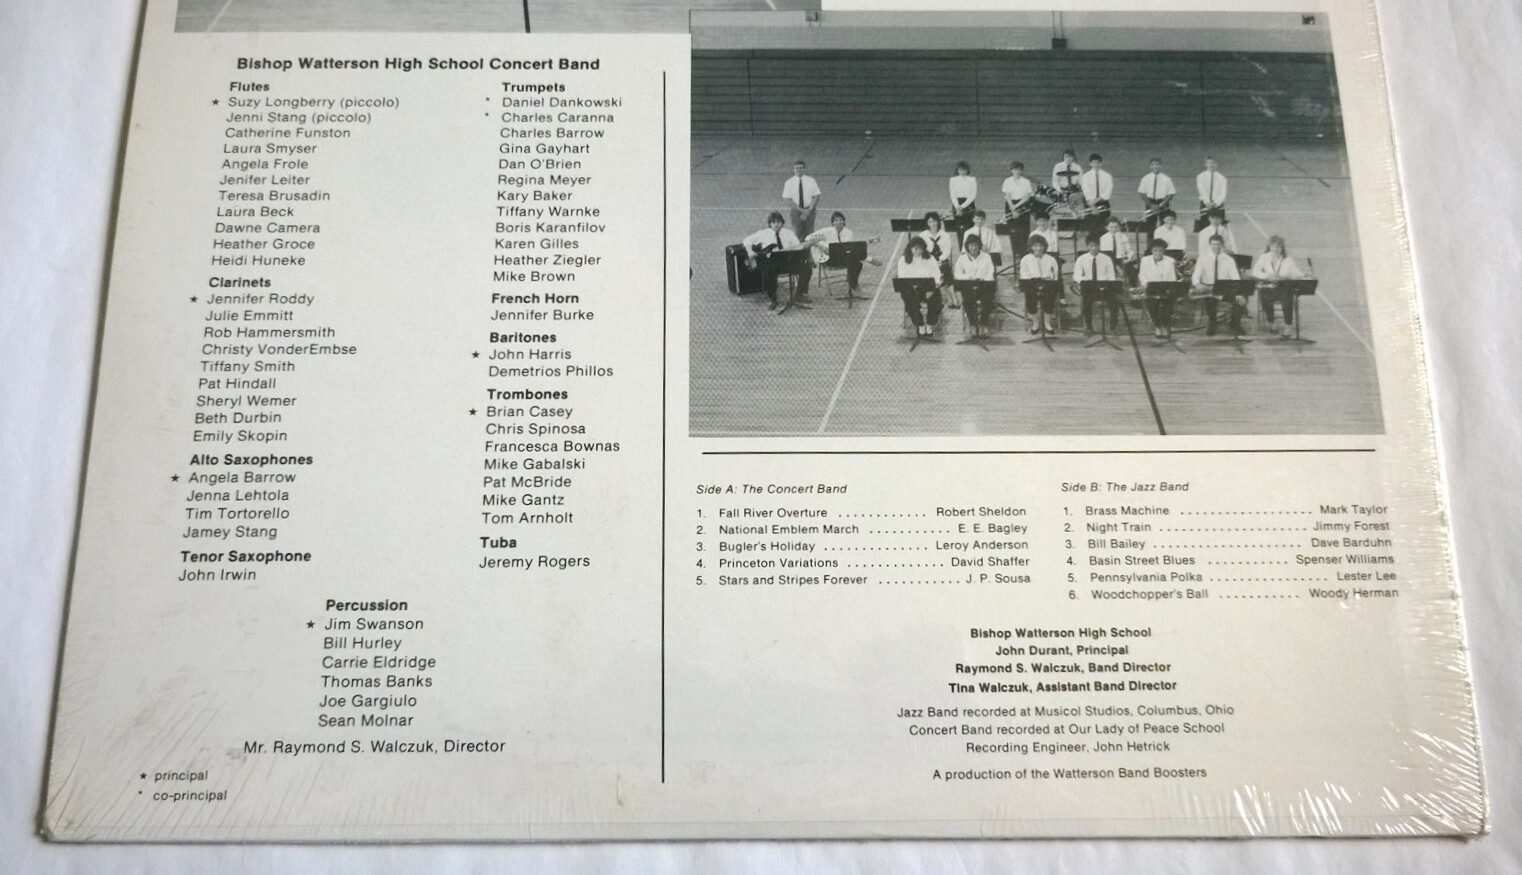 Bishop Watterson High School Concert Band
Flutes
★ Suzy Longberry (piccolo)
Jenni Stang (piccolo)
Catherine Funston
Laura Smyser
Angela Frole
Jenifer Leiter
Teresa Brusadin
Laura Beck
Dawne Camera
Heather Groce
Heidi Huneke
Clarinets
★ Jennifer Roddy
Julie Emmitt
Rob Hammersmith
Christy VonderEmbse
Tiffany Smith
Pat Hindall
Sheryl Wemer
Beth Durbin
Emily Skopin
Alto Saxophones
★ Angela Barrow
Jenna Lehtola
Tim Tortorello
Jamey Stang
Tenor Saxophone
John Irwin
Trumpets
* Daniel Dankowski
* Charles Caranna
Charles Barrow
Gina Gayhart
Dan O'Brien
Regina Meyer
Kary Baker
Tiffany Warnke
Boris Karanfilov
Karen Gilles
Heather Ziegler
Mike Brown
French Horn
Jennifer Burke
Baritones
★ John Harris
Demetrios Phillos
Trombones
★ Brian Casey
Chris Spinosa
Francesca Bownas
Mike Gabalski
Pat McBride
Mike Gantz
Tom Arnholt
Tuba
Jeremy Rogers
Percussion
★ Jim Swanson
Bill Hurley
Carrie Eldridge
Thomas Banks
Joe Gargiulo
Sean Molnar
Mr. Raymond S. Walczuk, Director
★ principal
* co-principal
Side A: The Concert Band
1. Fall River Overture ............ Robert Sheldon
2. National Emblem March .......... E. E. Bagley
3. Bugler's Holiday ............. Leroy Anderson
4. Princeton Variations ............ David Shaffer
5. Stars and Stripes Forever ........... J. P. Sousa
Side B: The Jazz Band
1. Brass Machine ................. Mark Taylor
2. Night Train ................... Jimmy Forest
3. Bill Bailey ................... Dave Barduhn
4. Basin Street Blues .......... Spenser Williams
5. Pennsylvania Polka ............... Lester Lee
6. Woodchopper's Ball .......... Woody Herman
Bishop Watterson High School
John Durant, Principal
Raymond S. Walczuk, Band Director
Tina Walczuk, Assistant Band Director
Jazz Band recorded at Musicol Studios, Columbus, Ohio
Concert Band recorded at Our Lady of Peace School
Recording Engineer, John Hetrick
A production of the Watterson Band Boosters